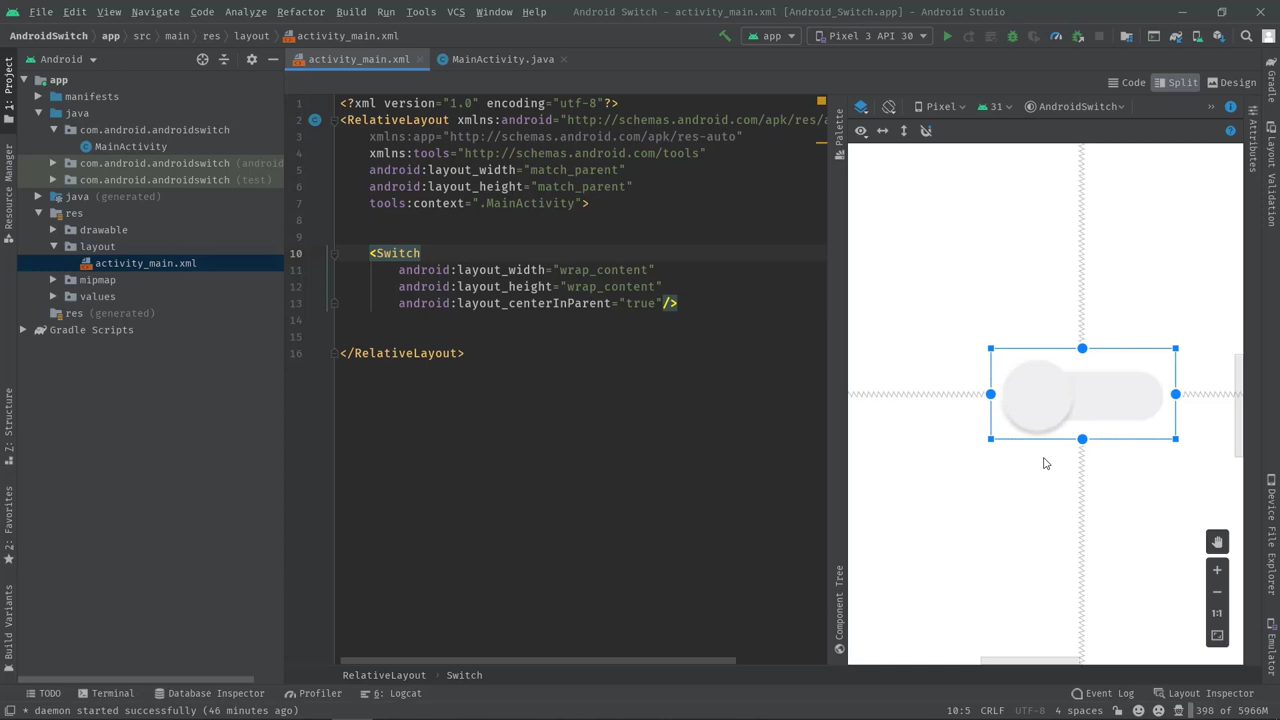 File Edit View Navigate Code Analyze Refactor Build Run Tools VCS Window Help Android Switch - activity_main.xml [Android_Switch.app] - Android Studio
AndroidSwitch app src main res layout activity_main.xml app Pixel 3 API 30
Android activity_main.xml MainActivity.java
Code Split Design
1: Project
Resource Manager
Z: Structure
2: Favorites
Build Variants
app
manifests
java
com.android.androidswitch
MainActivity
com.android.androidswitch (android
com.android.androidswitch (test)
java (generated)
res
drawable
layout
activity_main.xml
mipmap
values
res (generated)
Gradle Scripts
1 <?xml version="1.0" encoding="utf-8"?>
2 <RelativeLayout xmlns:android="http://schemas.android.com/apk/res/a
3 xmlns:app="http://schemas.android.com/apk/res-auto"
4 xmlns:tools="http://schemas.android.com/tools"
5 android:layout_width="match_parent"
6 android:layout_height="match_parent"
7 tools:context=".MainActivity">
8
9
10 <Switch
11 android:layout_width="wrap_content"
12 android:layout_height="wrap_content"
13 android:layout_centerInParent="true"/>
14
15
16 </RelativeLayout>
RelativeLayout Switch
Palette
Component Tree
Pixel 31 AndroidSwitch
1:1
Gradle
Attributes
Layout Validation
Device File Explorer
Emulator
TODO Terminal Database Inspector Profiler 6: Logcat Event Log Layout Inspector
* daemon started successfully (46 minutes ago) 10:5 CRLF UTF-8 4 spaces 398 of 5966M